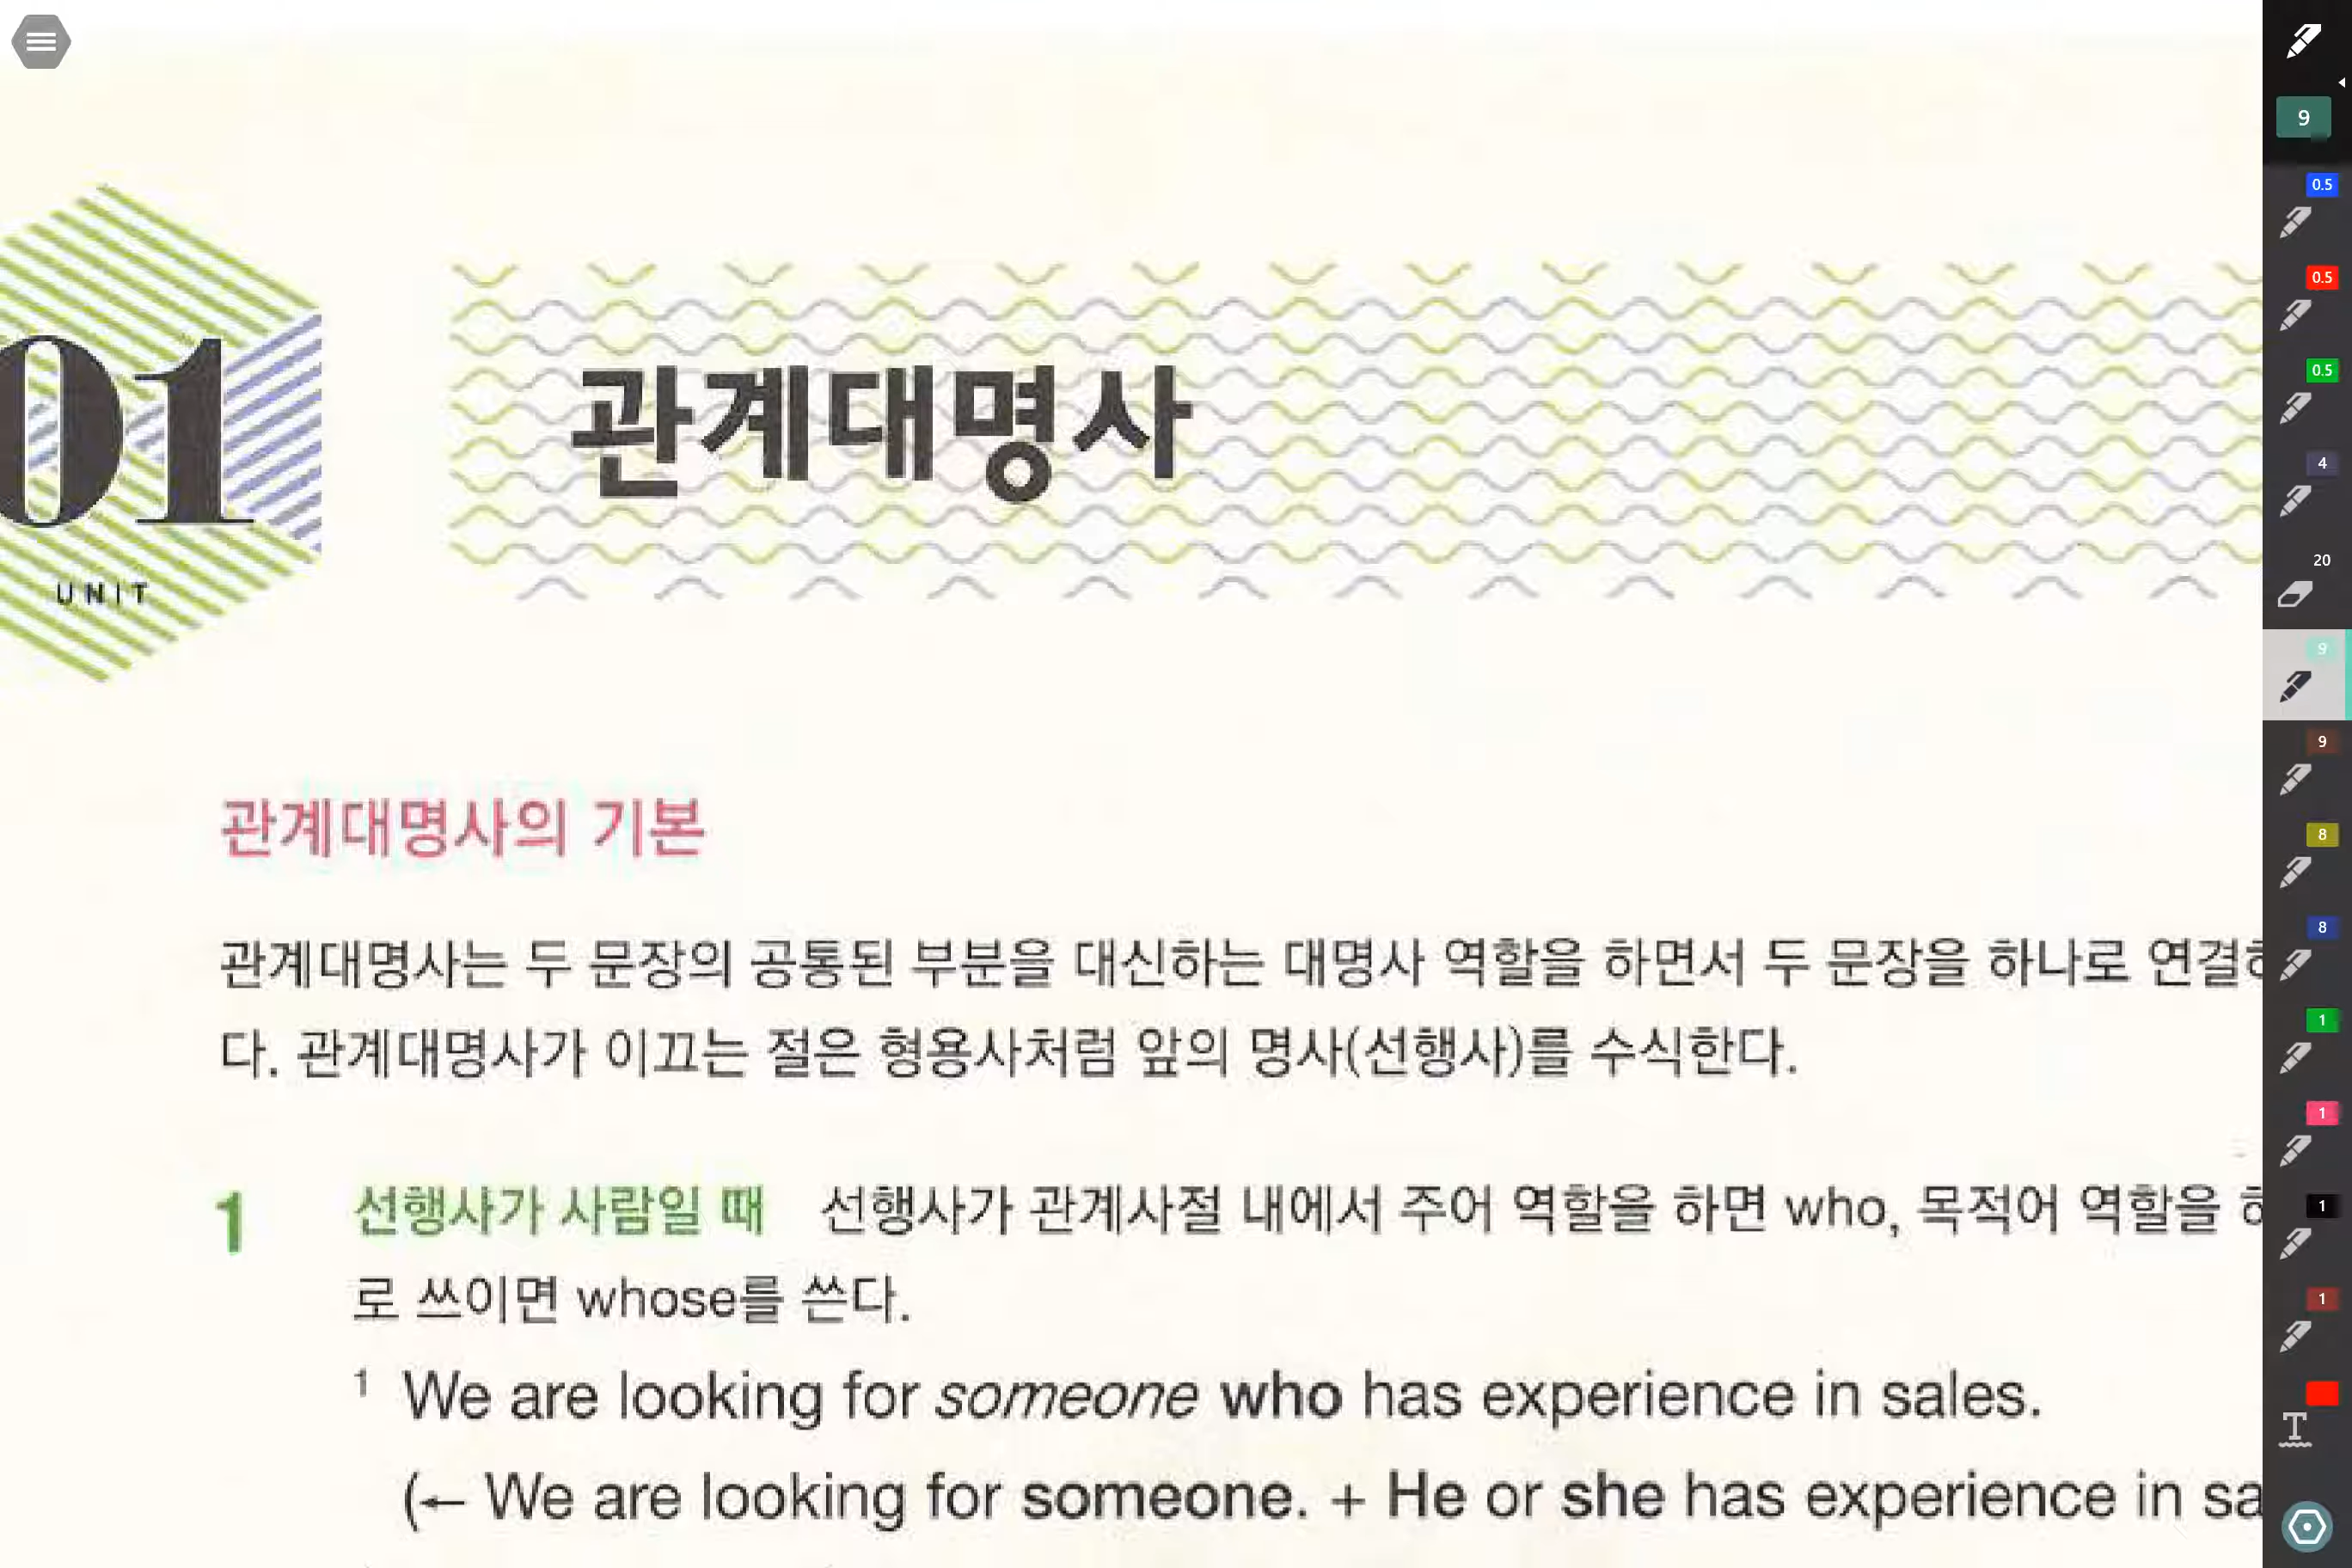 9
0.5
0.5
0.5
4
20
9
9
8
8
1
1
1
1
01
UNIT
관계대명사
관계대명사의 기본
관계대명사는 두 문장의 공통된 부분을 대신하는 대명사 역할을 하면서 두 문장을 하나로
다. 관계대명사가 이끄는 절은 형용사처럼 앞의 명사(선행사)를 수식한다.
1 선행사가 사람일 때 선행사가 관계사절 내에서 주어 역할을 하면 who, 목적어 역할을
로 쓰이면 whose를 쓴다.
1 We are looking for someone who has experience in sales.
(← We are looking for someone. + He or she has experience in